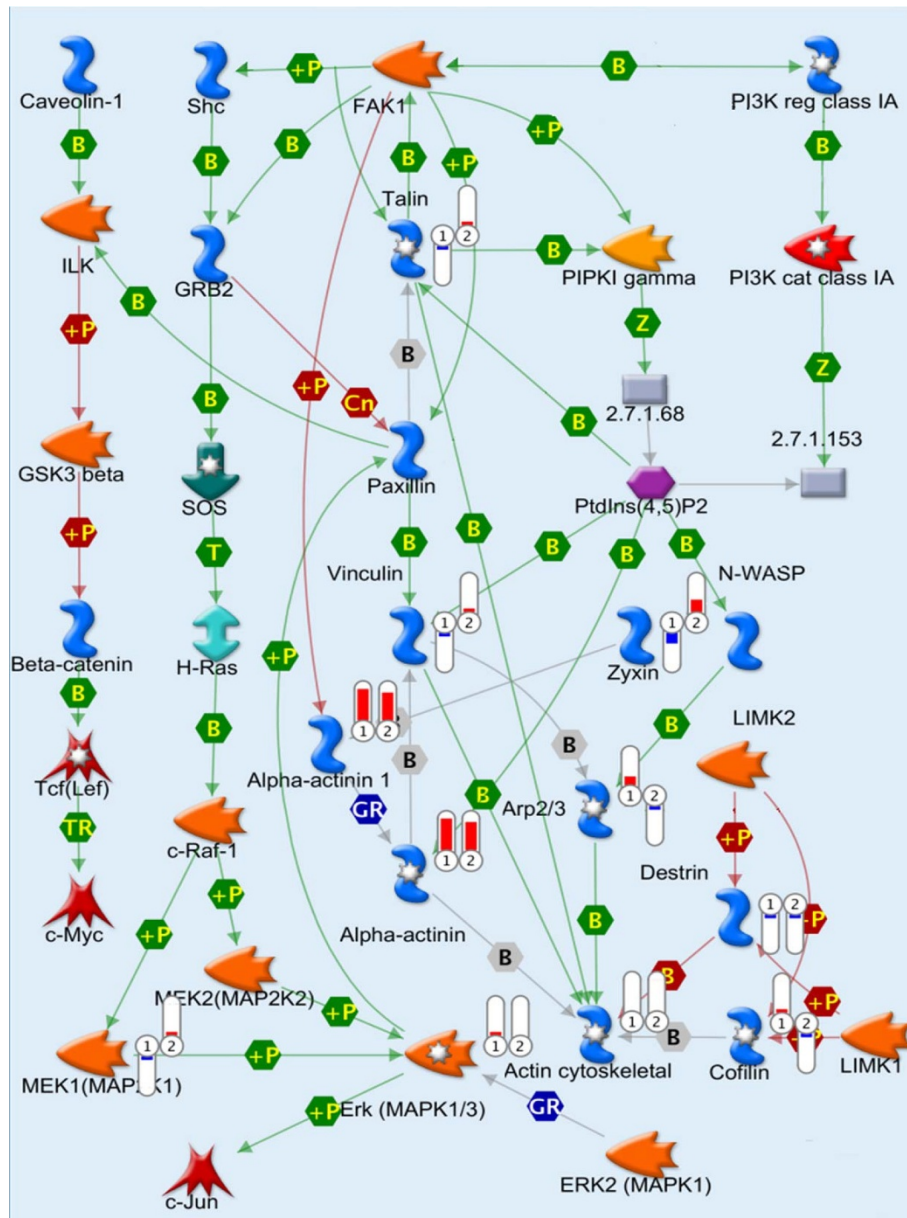 +P
B
Caveolin-1
Shc
FAK1
PI3K reg class IA
B
B
B
B
+P
+P
B
Talin
1
2
B
ILK
GRB2
PIPKI gamma
PI3K cat class IA
B
+P
+P
B
Z
Z
Cn
2.7.1.68
B
B
2.7.1.153
GSK3 beta
SOS
Paxillin
PtdIns(4,5)P2
+P
T
B
B
B
B
B
Vinculin
N-WASP
1
2
1
2
Beta-catenin
H-Ras
+P
Zyxin
B
B
1
2
B
B
B
LIMK2
Tcf(Lef)
Alpha-actinin 1
B
Arp2/3
1
2
TR
c-Raf-1
GR
1
2
+P
c-Myc
Alpha-actinin
Destrin
1
2
+P
+P
B
B
P
MEK2(MAP2K2)
B
+P
+P
1
2
1
2
1
2
1
2
MEK1(MAP2K1)
+P
Actin cytoskeletal
B
Cofilin
LIMK1
+P
Erk (MAPK1/3)
GR
c-Jun
ERK2 (MAPK1)